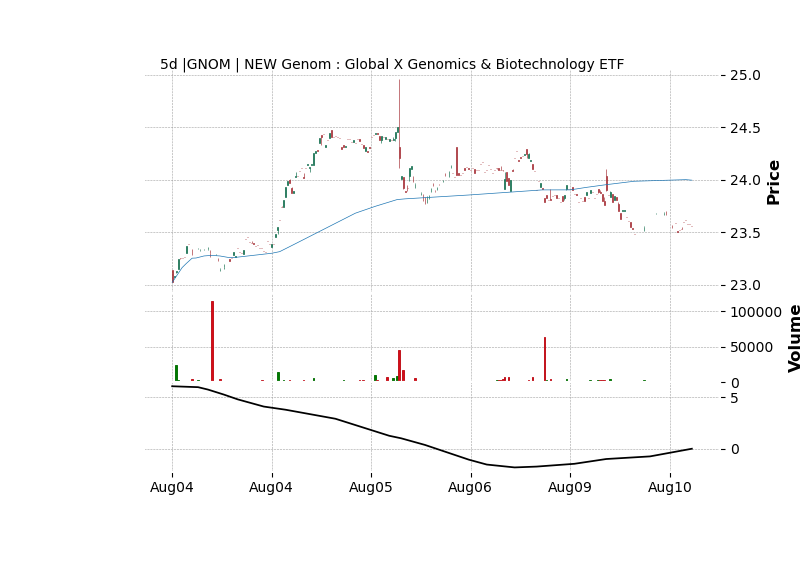 5d |GNOM | NEW Genom : Global X Genomics & Biotechnology ETF
25.0
24.5
24.0
23.5
23.0
Price
100000
50000
0
Volume
5
0
Aug04 Aug04 Aug05 Aug06 Aug09 Aug10